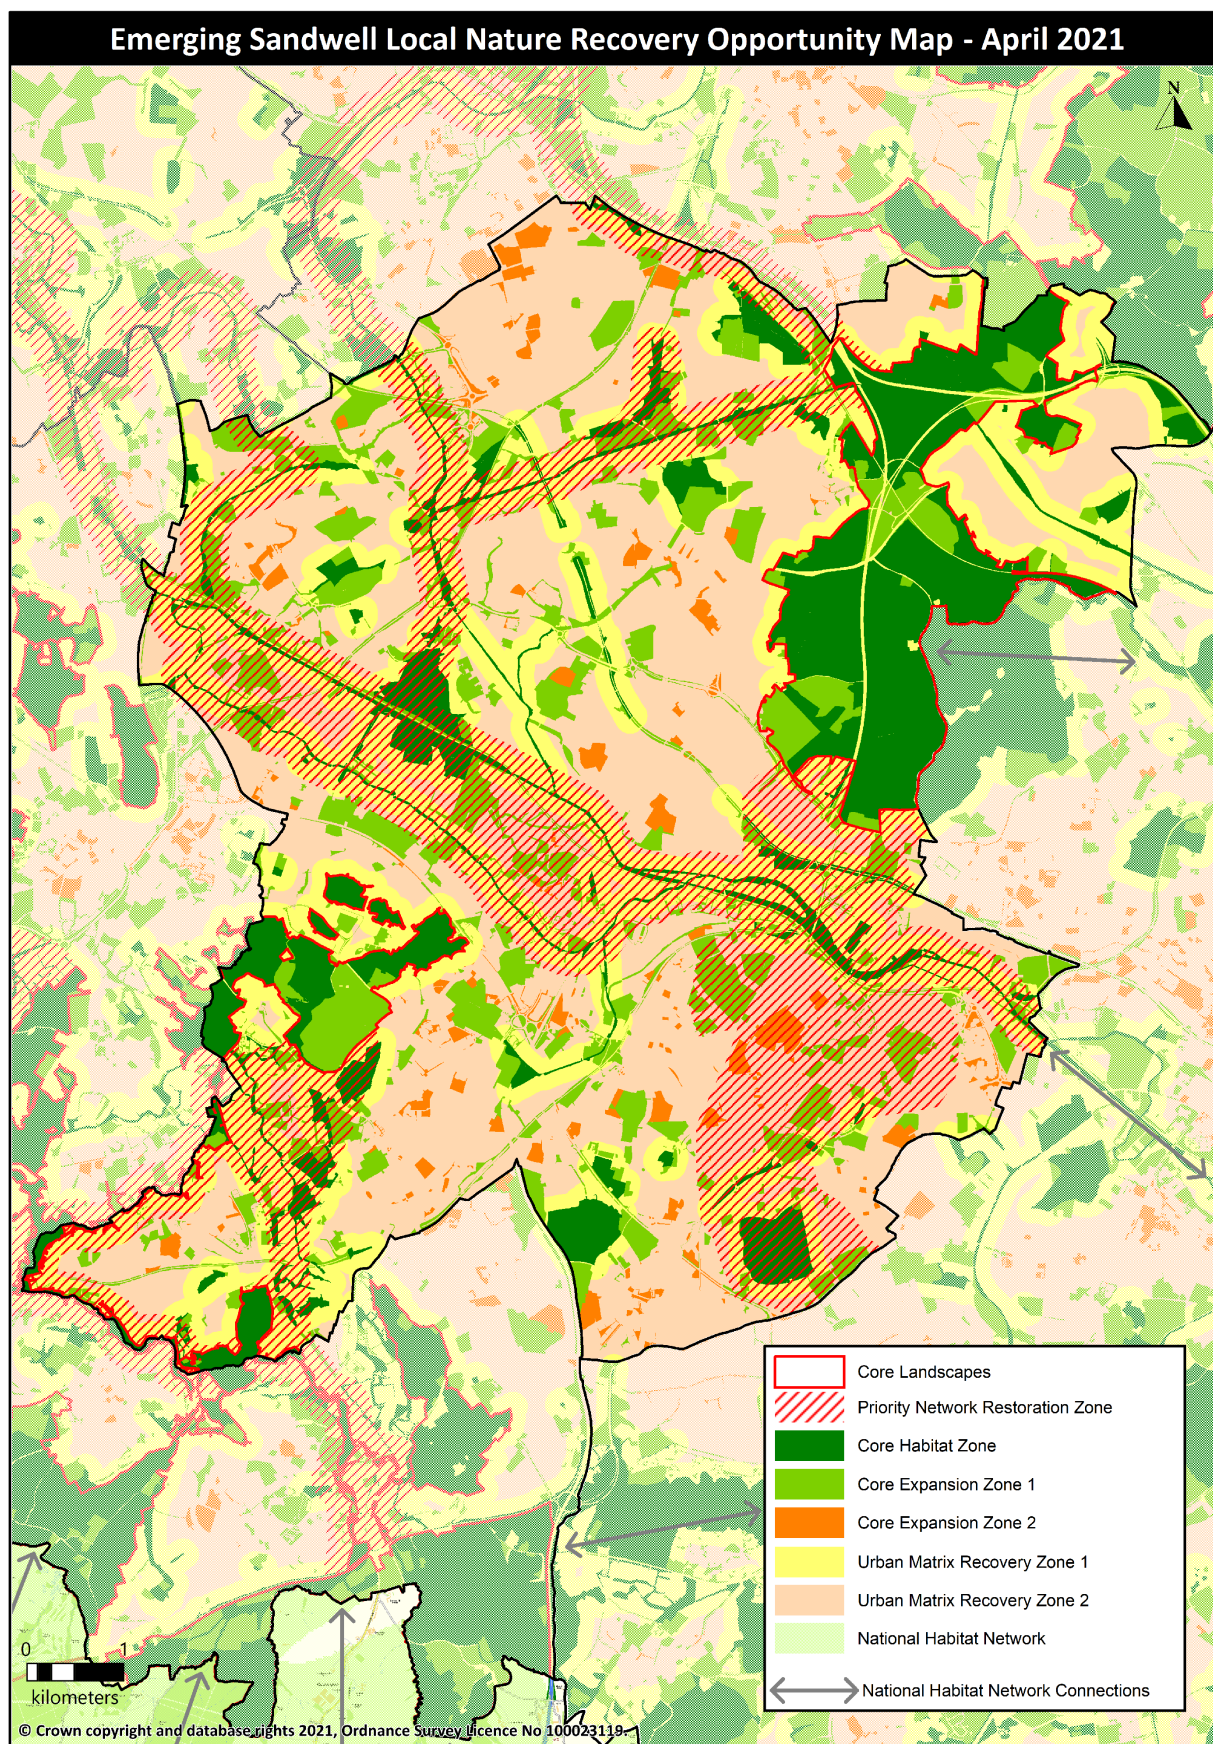 Emerging Sandwell Local Nature Recovery Opportunity Map - April 2021
N
Core Landscapes
Priority Network Restoration Zone
Core Habitat Zone
Core Expansion Zone 1
Core Expansion Zone 2
Urban Matrix Recovery Zone 1
Urban Matrix Recovery Zone 2
National Habitat Network
National Habitat Network Connections
0 1
kilometers
© Crown copyright and database rights 2021, Ordnance Survey Licence No 100023119.